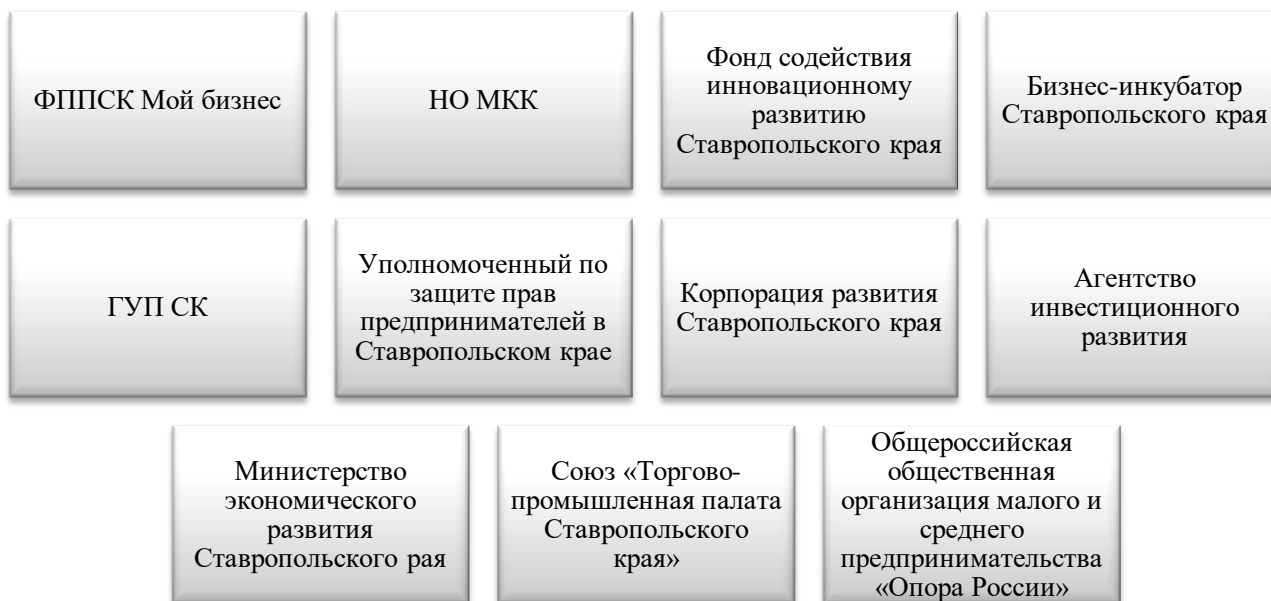 ФППСК Мой бизнес
НО МКК
Фонд содействия
инновационному
развитию
Ставропольского края
Бизнес-инкубатор
Ставропольского края
ГУП СК
Уполномоченный по
защите прав
предпринимателей в
Ставропольском крае
Корпорация развития
Ставропольского края
Агентство
инвестиционного
развития
Министерство
экономического
развития
Ставропольского рая
Союз «Торгово-
промышленная палата
Ставропольского
края»
Общероссийская
общественная
организация малого и
среднего
предпринимательства
«Опора России»